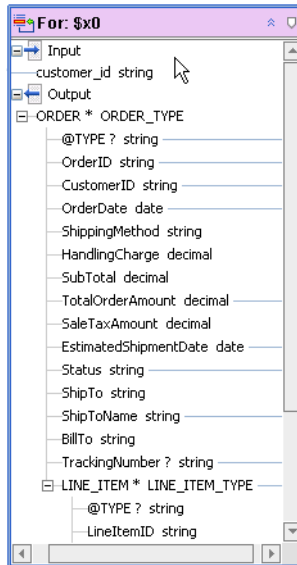 For: $x0
Input
customer_id string
Output
ORDER * ORDER_TYPE
@TYPE ? string
OrderID string
CustomerID string
OrderDate date
ShippingMethod string
HandlingCharge decimal
SubTotal decimal
TotalOrderAmount decimal
SaleTaxAmount decimal
EstimatedShipmentDate date
Status string
ShipTo string
ShipToName string
BillTo string
TrackingNumber ? string
LINE_ITEM * LINE_ITEM_TYPE
@TYPE ? string
LineItemID string